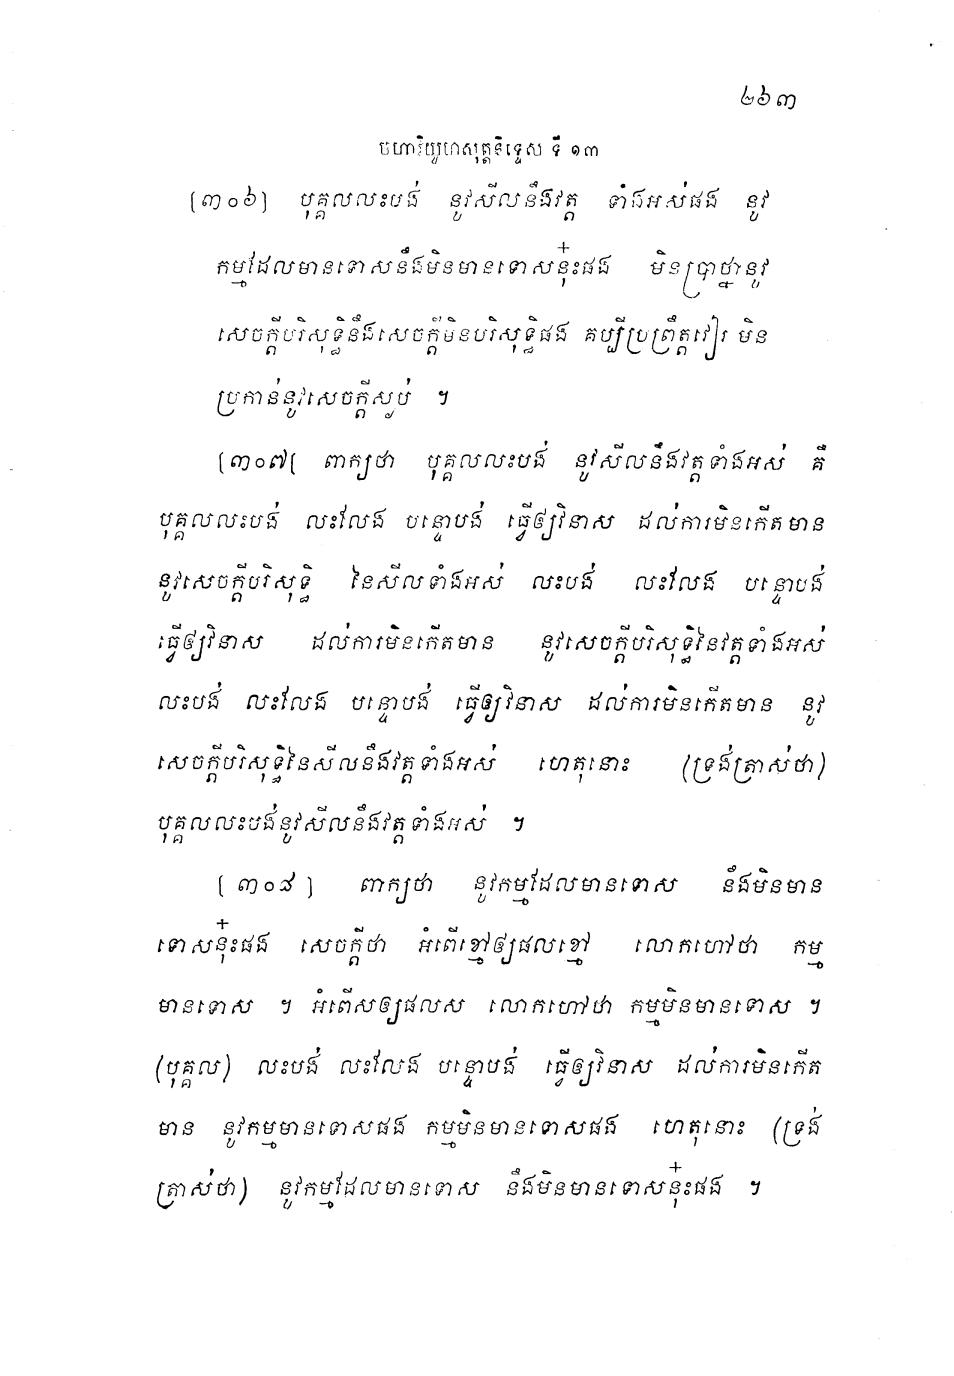 ២៦៣
មហាវិយូហសុត្តនិទ្ទេស ទី ១៣
[៣០៦] បុគ្គលលះបង់ នូវសីលនឹងវត្ត ទាំងអស់ផង នូវ
កម្មដែលមានទោសនឹងមិនមានទោសនុ៎ះផង មិនប្រាថ្នានូវ
សេចក្តីបរិសុទ្ធិនឹងសេចក្តីមិនបរិសុទ្ធិផង គប្បីប្រព្រឹត្តវៀរ មិន
ប្រកាន់នូវសេចក្តីស្ងប់ ។
[៣០៧[ ពាក្យថា បុគ្គលលះបង់ នូវសីលនឹងវត្តទាំងអស់ គឺ
បុគ្គលលះបង់ លះលែង បន្ទោបង់ ធ្វើឲ្យវិនាស ដល់ការមិនកើតមាន
នូវសេចក្តីបរិសុទ្ធិ នៃសីលទាំងអស់ លះបង់ លះលែង បន្ទោបង់
ធ្វើឲ្យវិនាស ដល់ការមិនកើតមាន នូវសេចក្តីបរិសុទ្ធិនៃវត្តទាំងអស់
លះបង់ លះលែង បន្ទោបង់ ធ្វើឲ្យវិនាស ដល់ការមិនកើតមាន នូវ
សេចក្តីបរិសុទ្ធិនៃសីលនឹងវត្តទាំងអស់ ហេតុនោះ (ទ្រង់ត្រាស់ថា)
បុគ្គលលះបង់នូវសីលនឹងវត្តទាំងអស់ ។
[៣០៨] ពាក្យថា នូវកម្មដែលមានទោស នឹងមិនមាន
ទោសនុ៎ះផង សេចក្តីថា អំពើខ្មៅឲ្យផលខ្មៅ លោកហៅថា កម្ម
មានទោស ។ អំពើសឲ្យផលស លោកហៅថា កម្មមិនមានទោស ។
(បុគ្គល) លះបង់ លះលែង បន្ទោបង់ ធ្វើឲ្យវិនាស ដល់ការមិនកើត
មាន នូវកម្មមានទោសផង កម្មមិនមានទោសផង ហេតុនោះ (ទ្រង់
ត្រាស់ថា) នូវកម្មដែលមានទោស នឹងមិនមានទោសនុ៎ះផង ។